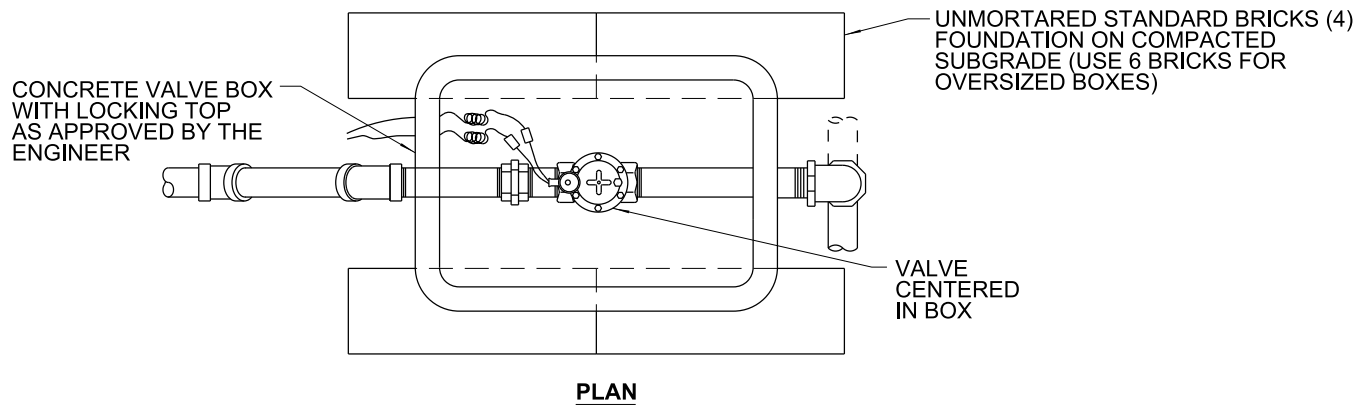 UNMORTARED STANDARD BRICKS (4)
FOUNDATION ON COMPACTED
SUBGRADE (USE 6 BRICKS FOR
OVERSIZED BOXES)
CONCRETE VALVE BOX
WITH LOCKING TOP
AS APPROVED BY THE
ENGINEER
VALVE
CENTERED
IN BOX
PLAN